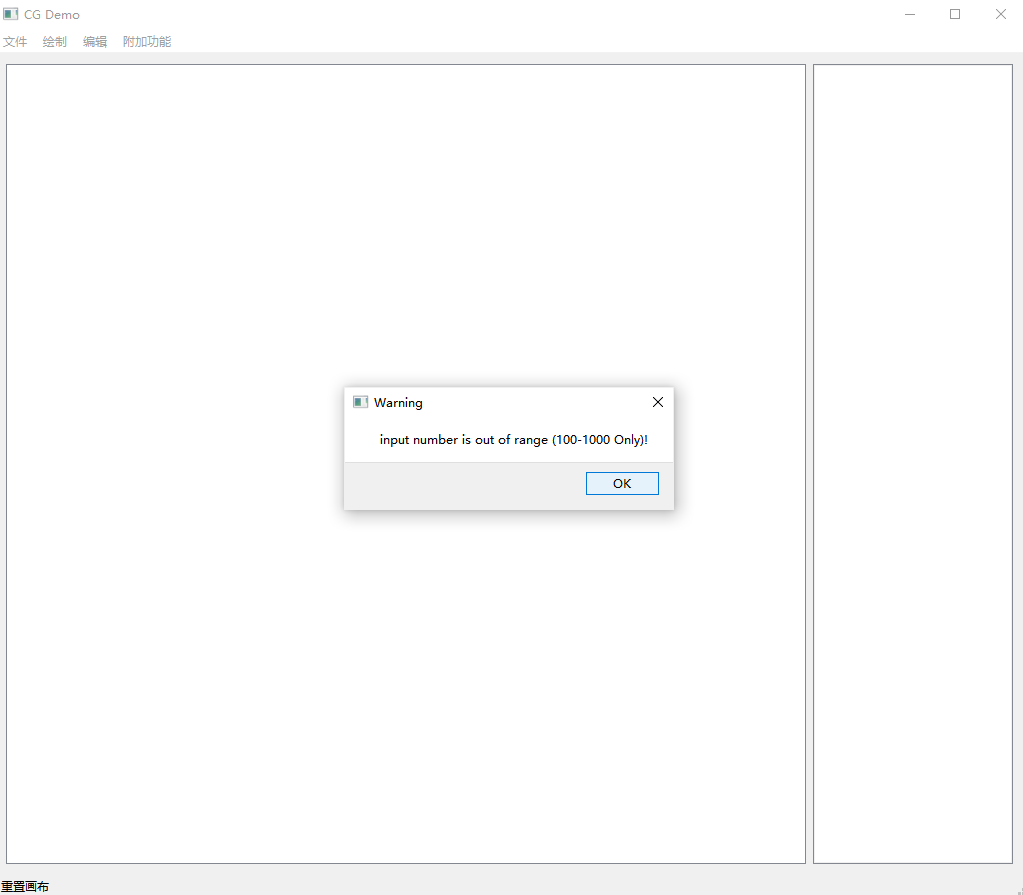 CG Demo
文件 绘制 编辑 附加功能
Warning
input number is out of range (100-1000 Only)!
OK
重置画布